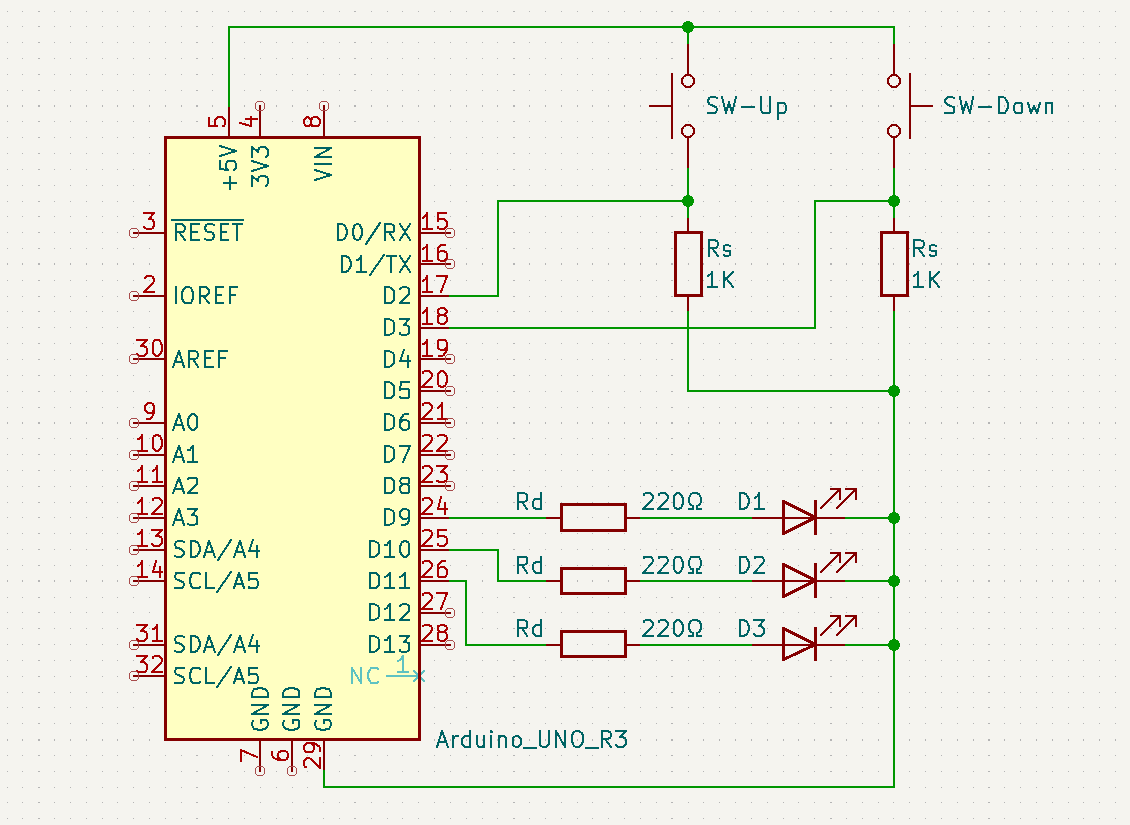 SW-Up
SW-Down
5
4
8
+5V
3V3
VIN
3
RESET
D0/RX
15
D1/TX
16
2
IOREF
D2
17
D3
18
30
AREF
D4
19
D5
20
9
A0
D6
21
10
A1
D7
22
11
A2
D8
23
12
A3
D9
24
13
SDA/A4
D10
25
14
SCL/A5
D11
26
D12
27
31
SDA/A4
D13
28
32
SCL/A5
NC
1
GND
GND
GND
7
6
29
Arduino_UNO_R3
Rs
1K
Rs
1K
Rd
220Ω
D1
Rd
220Ω
D2
Rd
220Ω
D3